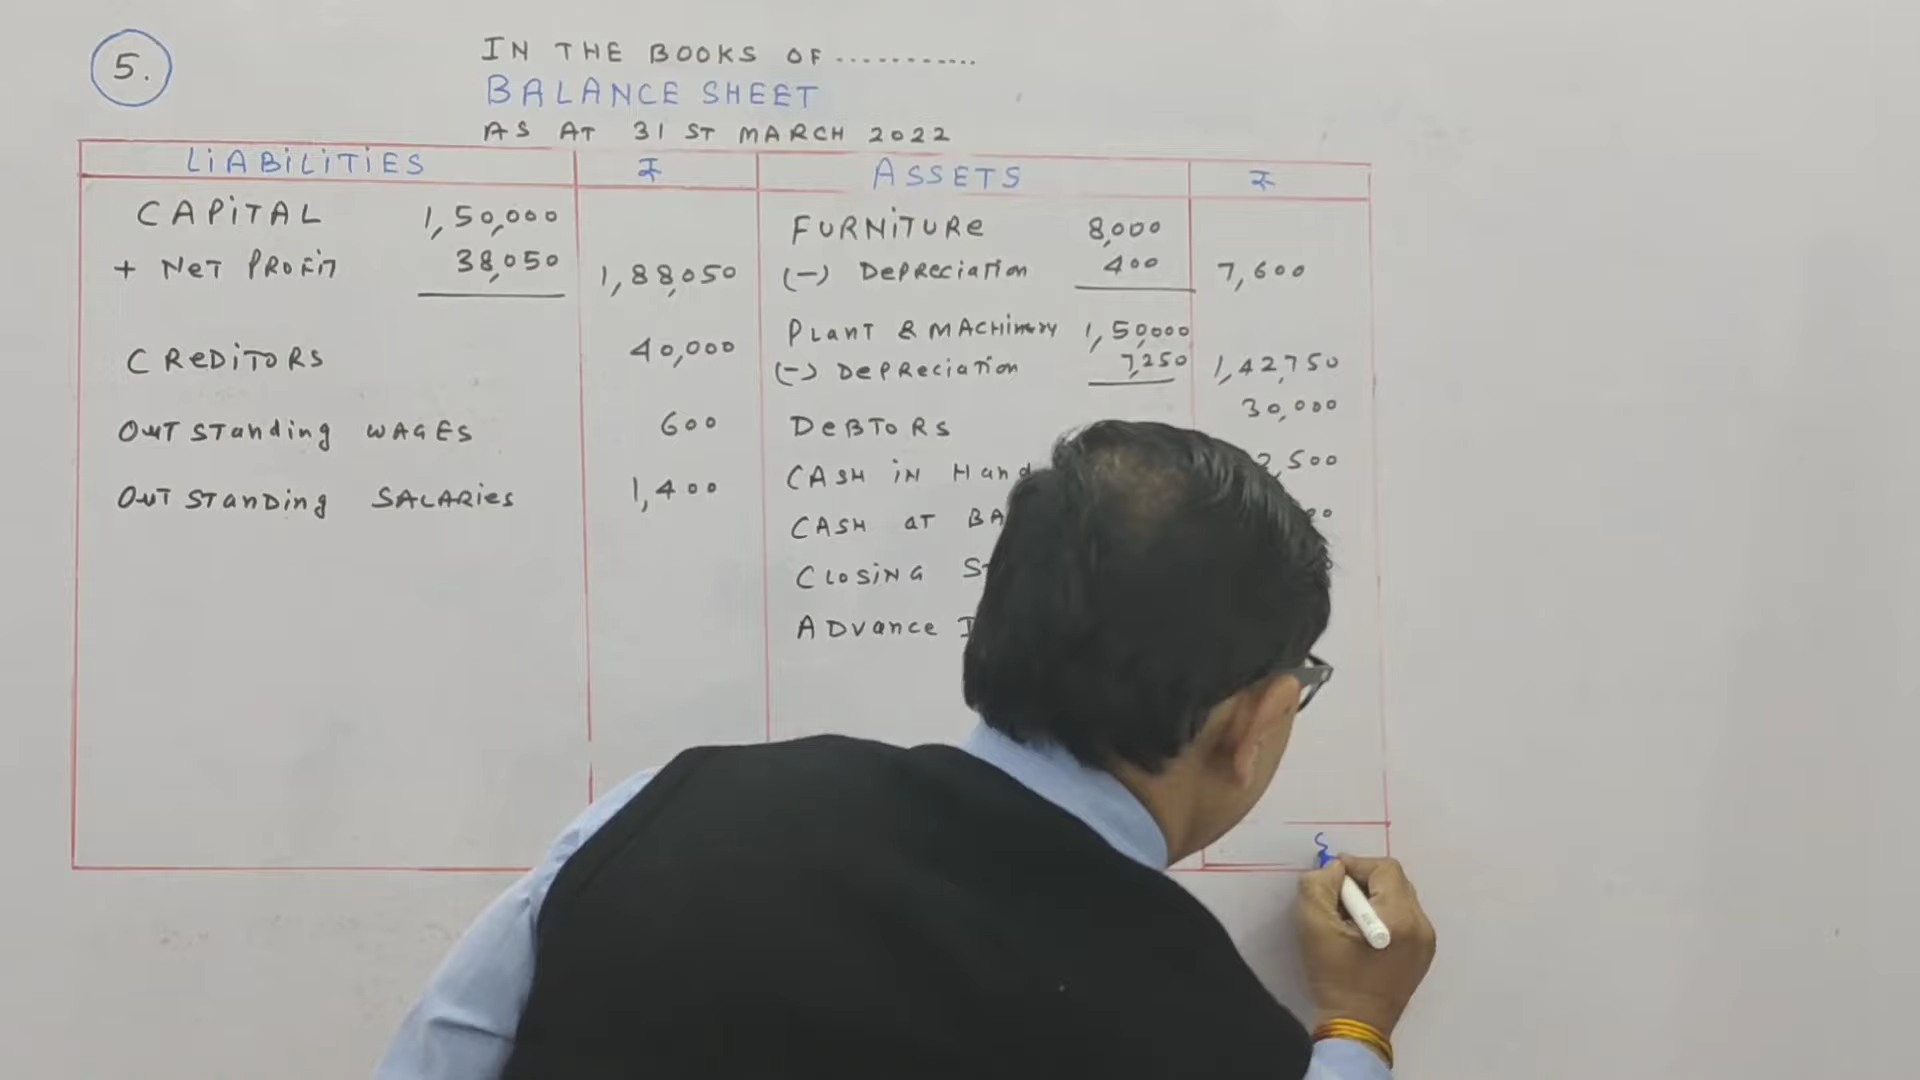 5.
IN THE BOOKS OF ............
BALANCE SHEET
AS AT 31 ST MARCH 2022
LIABILITIES ₹ ASSETS ₹
CAPITAL 1,50,000
+ NET PROFIT 38,050 1,88,050
CREDITORS 40,000
OUTSTANDING WAGES 600
OUTSTANDING SALARIES 1,400
FURNITURE 8,000
(-) DEPRECIATION 400 7,600
PLANT & MACHINERY 1,50,000
(-) DEPRECIATION 7,250 1,42,750
DEBTORS 30,000
CASH IN HAND 2,500
CASH AT
CLOSING
ADVANCE